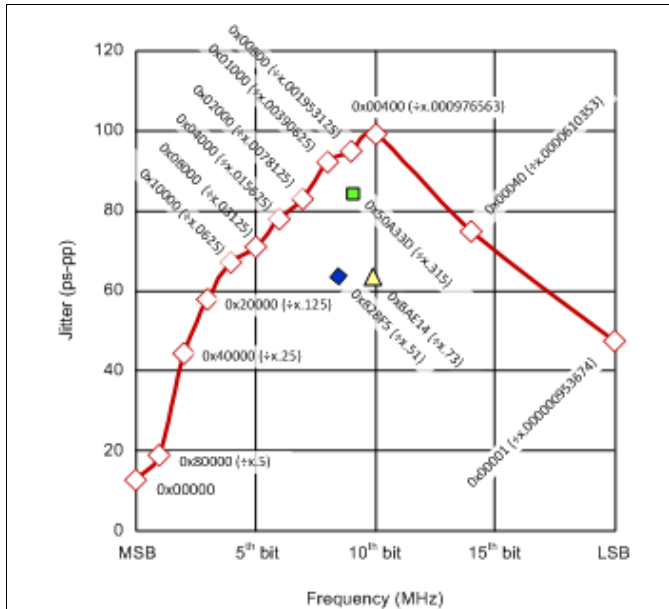 120
100
80
60
40
20
0
Jitter (ps-pp)
MSB
5th bit
10th bit
15th bit
LSB
Frequency (MHz)
0x00000
0x80000 (÷x.5)
0x40000 (÷x.25)
0x20000 (÷x.125)
0x10000 (÷x.0625)
0x08000 (÷x.03125)
0x04000 (÷x.015625)
0x02000 (÷x.0078125)
0x01000 (÷x.00390625)
0x00800 (÷x.001953125)
0x00400 (÷x.000976563)
0x00040 (÷x.0000610353)
0x00001 (÷x.000000953674)
0x50A33D (÷x.315)
0x828F5 (÷x.51)
0xBAE14 (÷x.73)